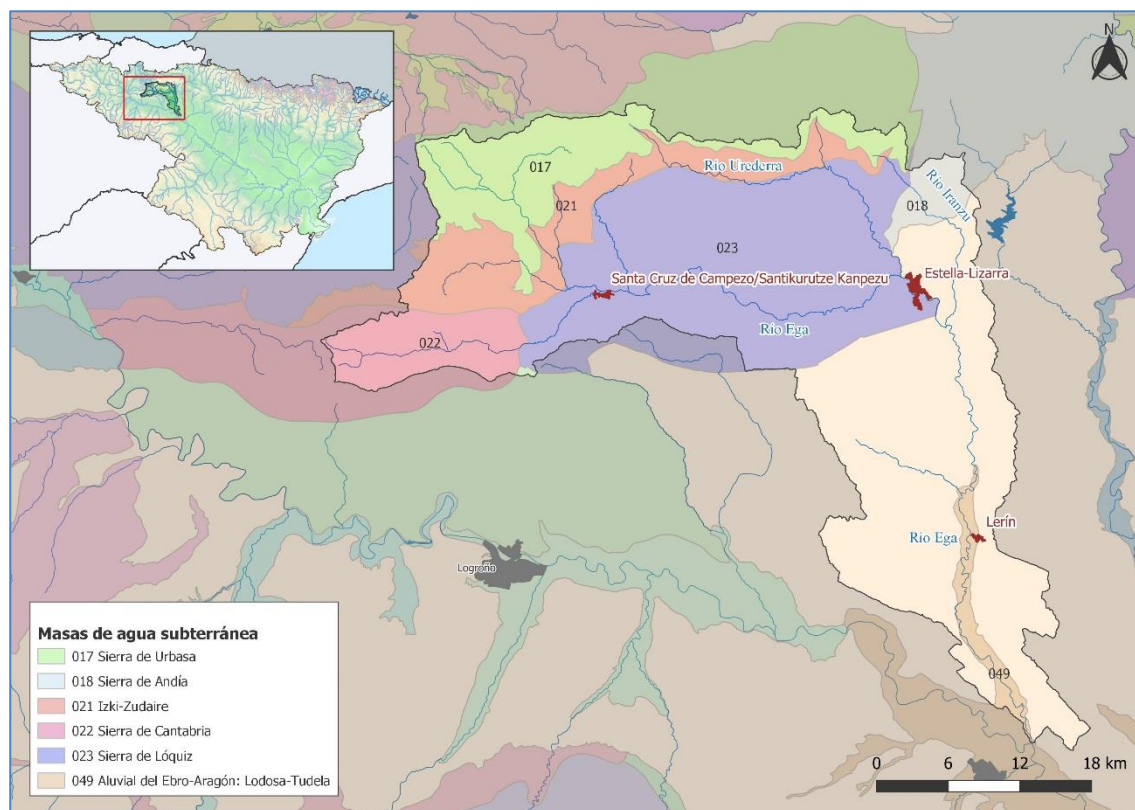 N
017
Río Urederra
Río Iranzu
021
018
023
Santa Cruz de Campezo/Santikurutze Kanpezu
Estella-Lizarra
Río Ega
022
Lerín
Río Ega
Logroño
049
Masas de agua subterránea
017 Sierra de Urbasa
018 Sierra de Andía
021 Izki-Zudaire
022 Sierra de Cantabria
023 Sierra de Lóquiz
049 Aluvial del Ebro-Aragón: Lodosa-Tudela
0 6 12 18 km